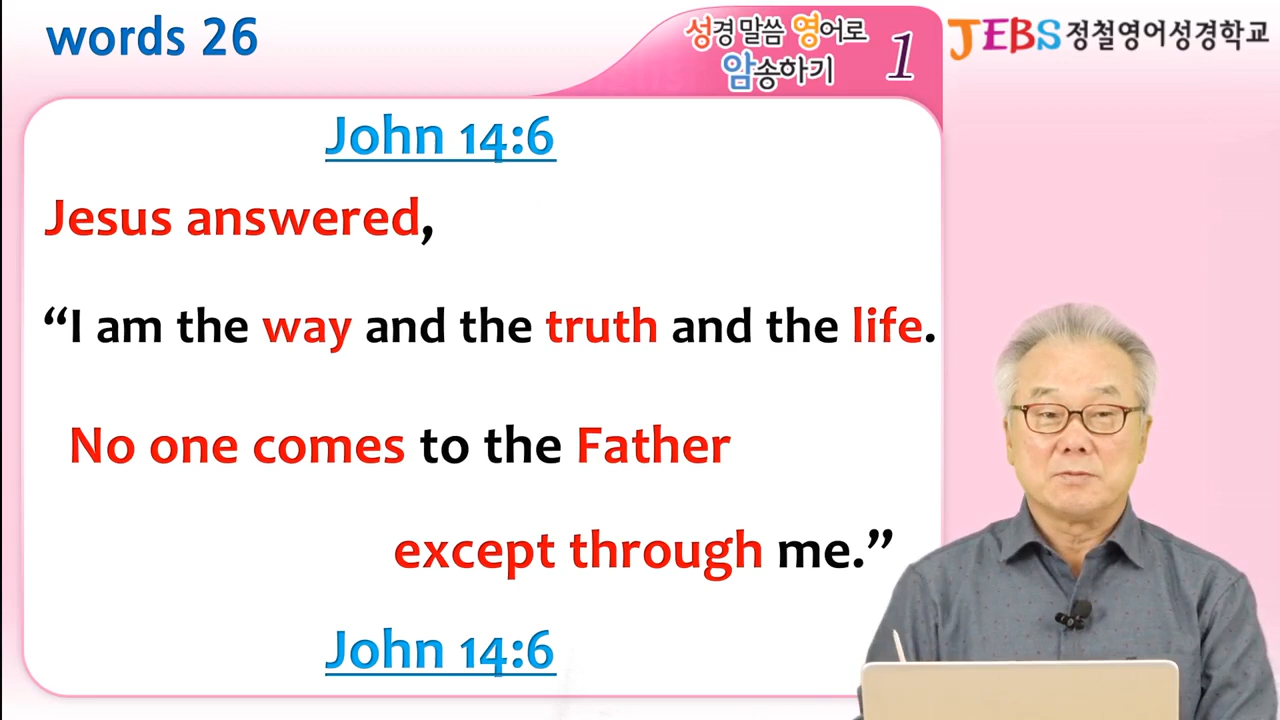 words 26
성경 말씀 영어로
암송하기
1
JEBS 정철영어성경학교
John 14:6
Jesus answered,
“I am the way and the truth and the life.
No one comes to the Father
except through me.”
John 14:6